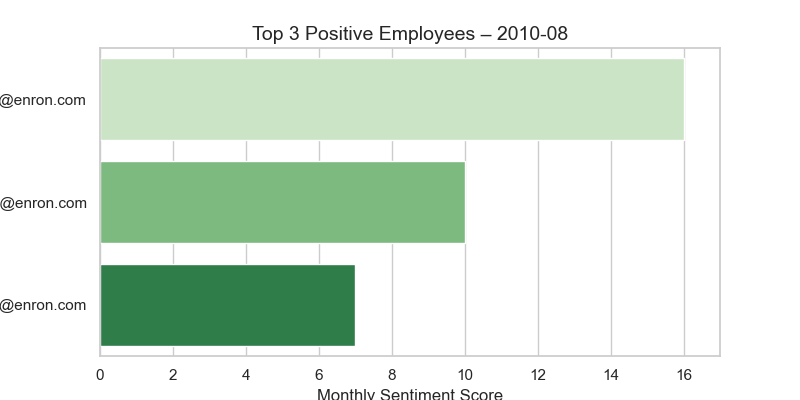 Top 3 Positive Employees – 2010-08
@enron.com
@enron.com
@enron.com
0 2 4 6 8 10 12 14 16
Monthly Sentiment Score